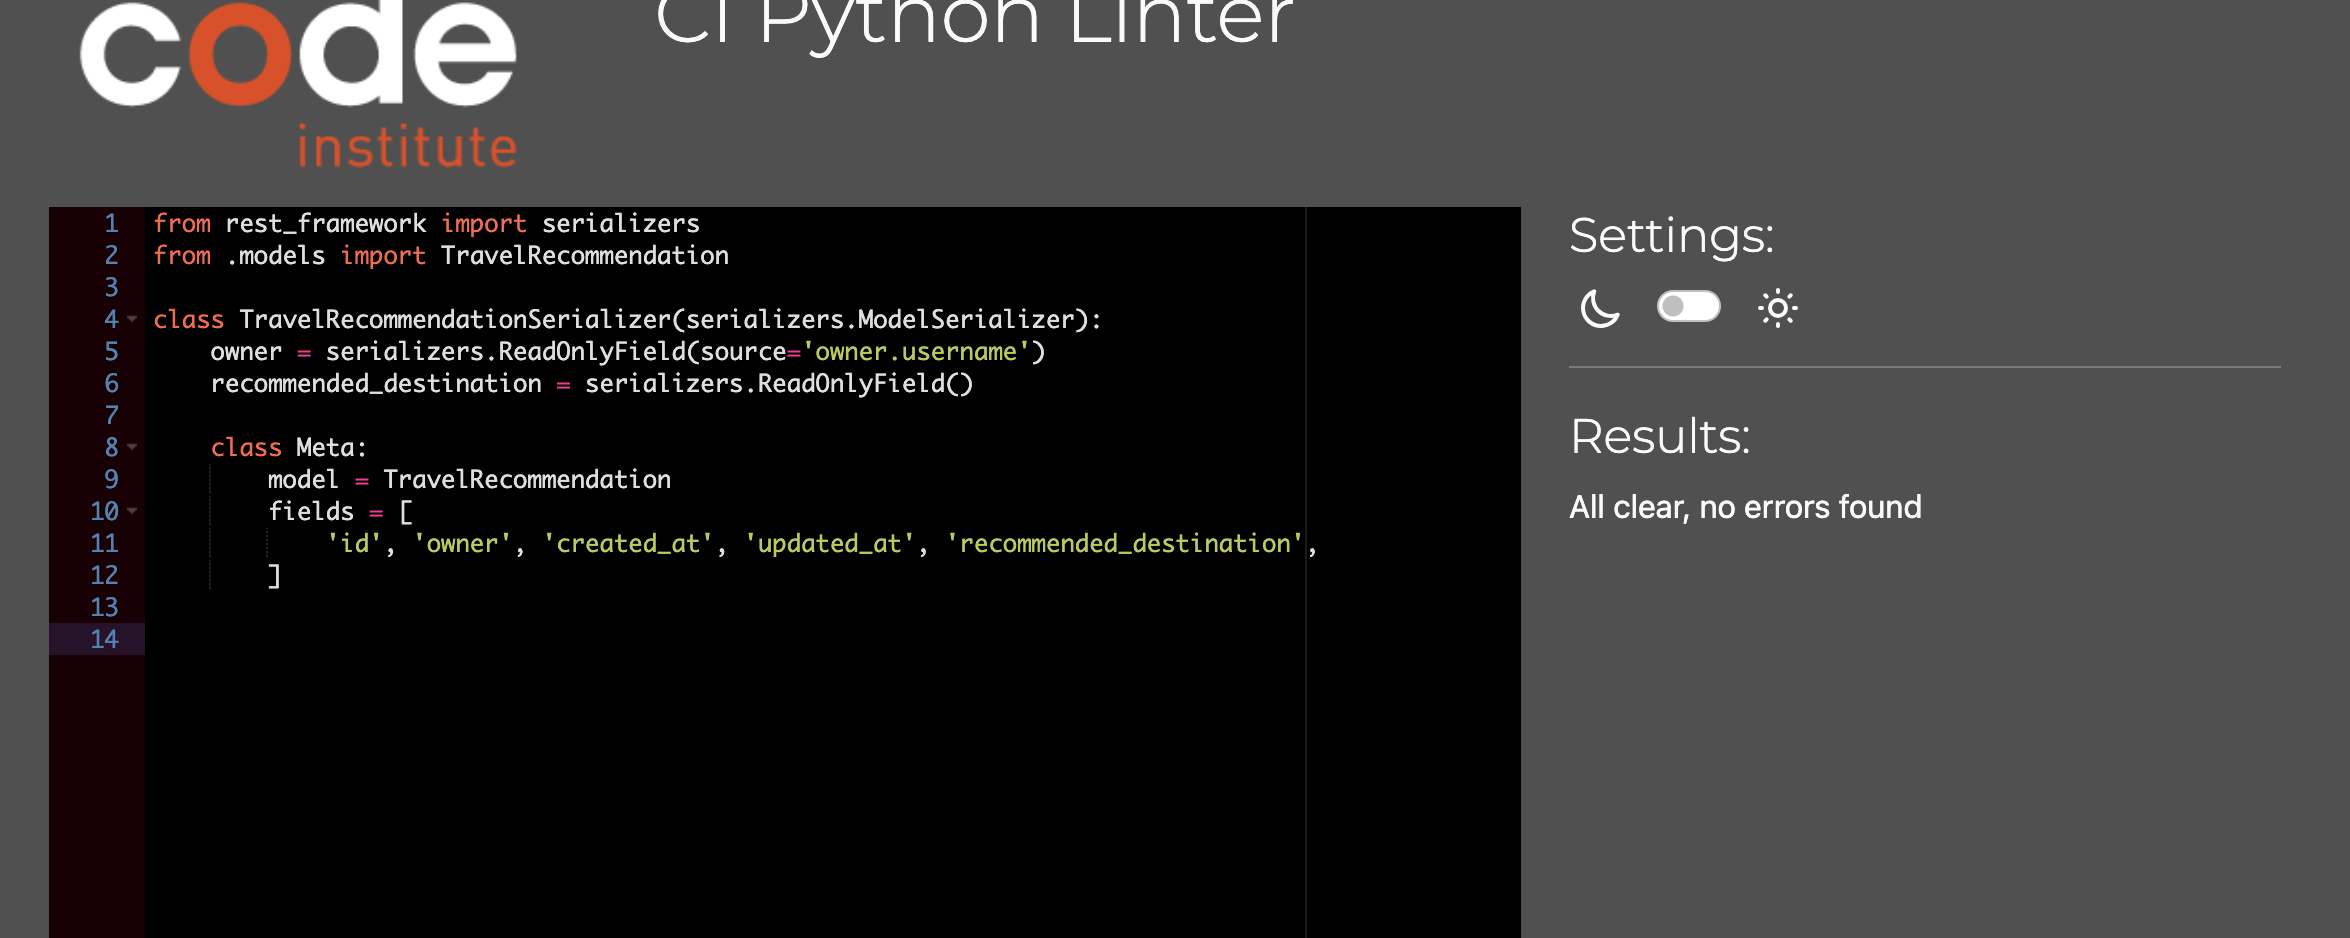 code
institute
CI Python Linter
1 from rest_framework import serializers
2 from .models import TravelRecommendation
3
4 class TravelRecommendationSerializer(serializers.ModelSerializer):
5     owner = serializers.ReadOnlyField(source='owner.username')
6     recommended_destination = serializers.ReadOnlyField()
7
8     class Meta:
9         model = TravelRecommendation
10         fields = [
11             'id', 'owner', 'created_at', 'updated_at', 'recommended_destination',
12         ]
13
14
Settings:
Results:
All clear, no errors found